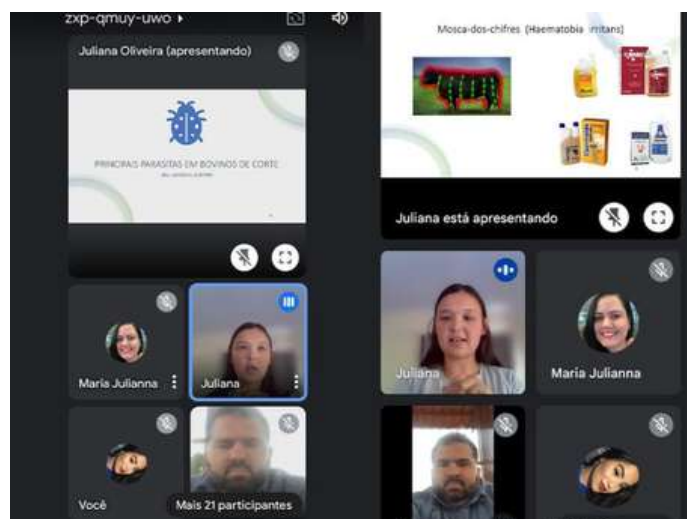 zxp-qmuy-uwo
Juliana Oliveira (apresentando)
PRINCIPAIS PARASITAS EM BOVINOS DE CORTE
Maria Julianna
Juliana
Você
Mais 21 participantes
Mosca-dos-chifres (Haematobia irritans)
Juliana está apresentando
Juliana
Maria Julianna